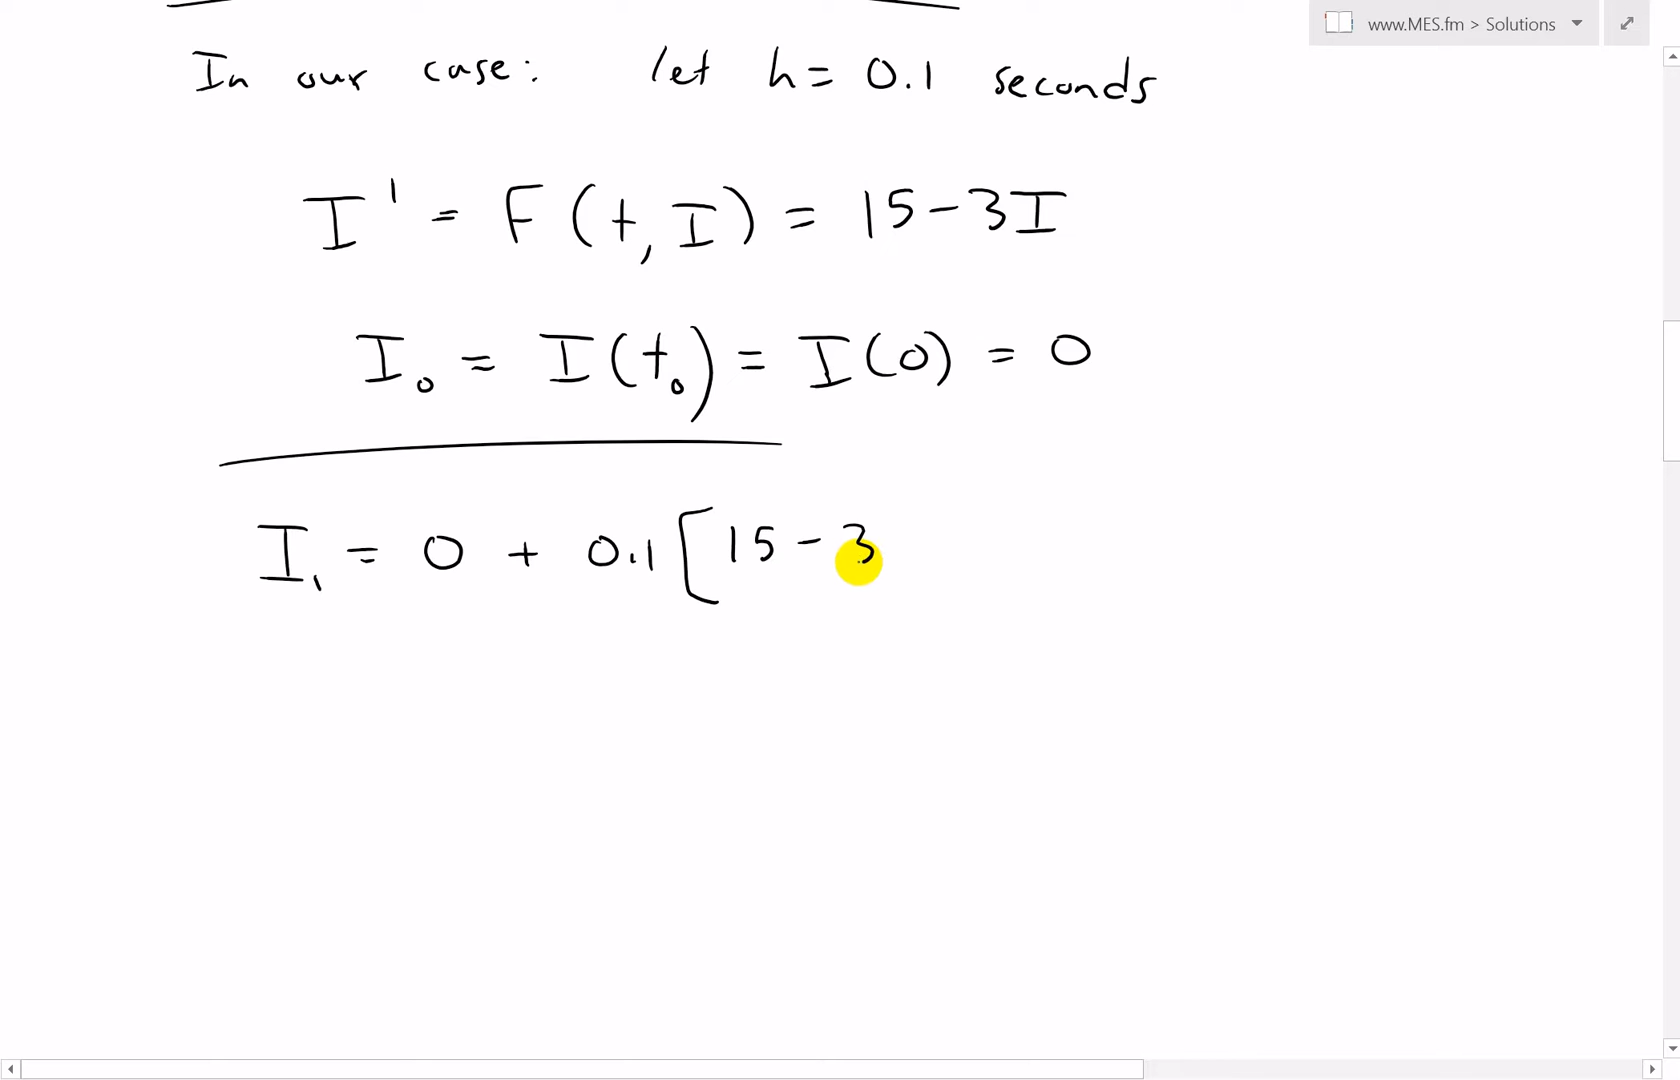 www.MES.fm > Solutions
In our case: let h = 0.1 seconds
I' = F(t, I) = 15 - 3I
I₀ = I(t₀) = I(0) = 0
I₁ = 0 + 0.1 [15 - 3